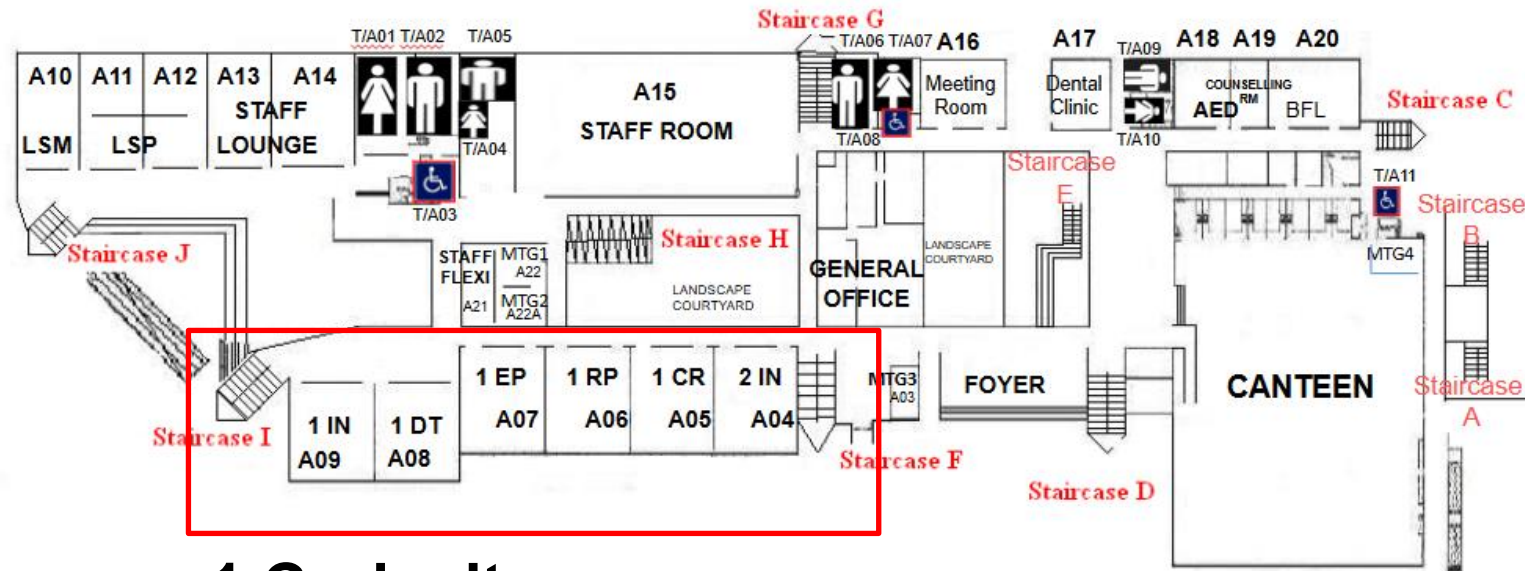 Staircase G
T/A01 T/A02 T/A05
T/A06 T/A07 A16 A17 T/A09 A18 A19 A20
A10 A11 A12 A13 A14
A15
STAFF ROOM
Meeting
Room
Dental
Clinic
COUNSELLING
RM
AED
BFL
Staircase C
LSM LSP
STAFF
LOUNGE
T/A04
T/A08
T/A10
T/A03
Staircase
E
T/A11
Staircase
B
Staircase J
STAFF
FLEXI
A21
MTG1
A22
MTG2
A22A
Staircase H
LANDSCAPE
COURTYARD
GENERAL
OFFICE
LANDSCAPE
COURTYARD
MTG4
1 EP 1 RP 1 CR 2 IN
A07 A06 A05 A04
MTG3
A03
FOYER
CANTEEN
Staircase
A
1 IN 1 DT
A09 A08
Staircase I
Staircase F
Staircase D